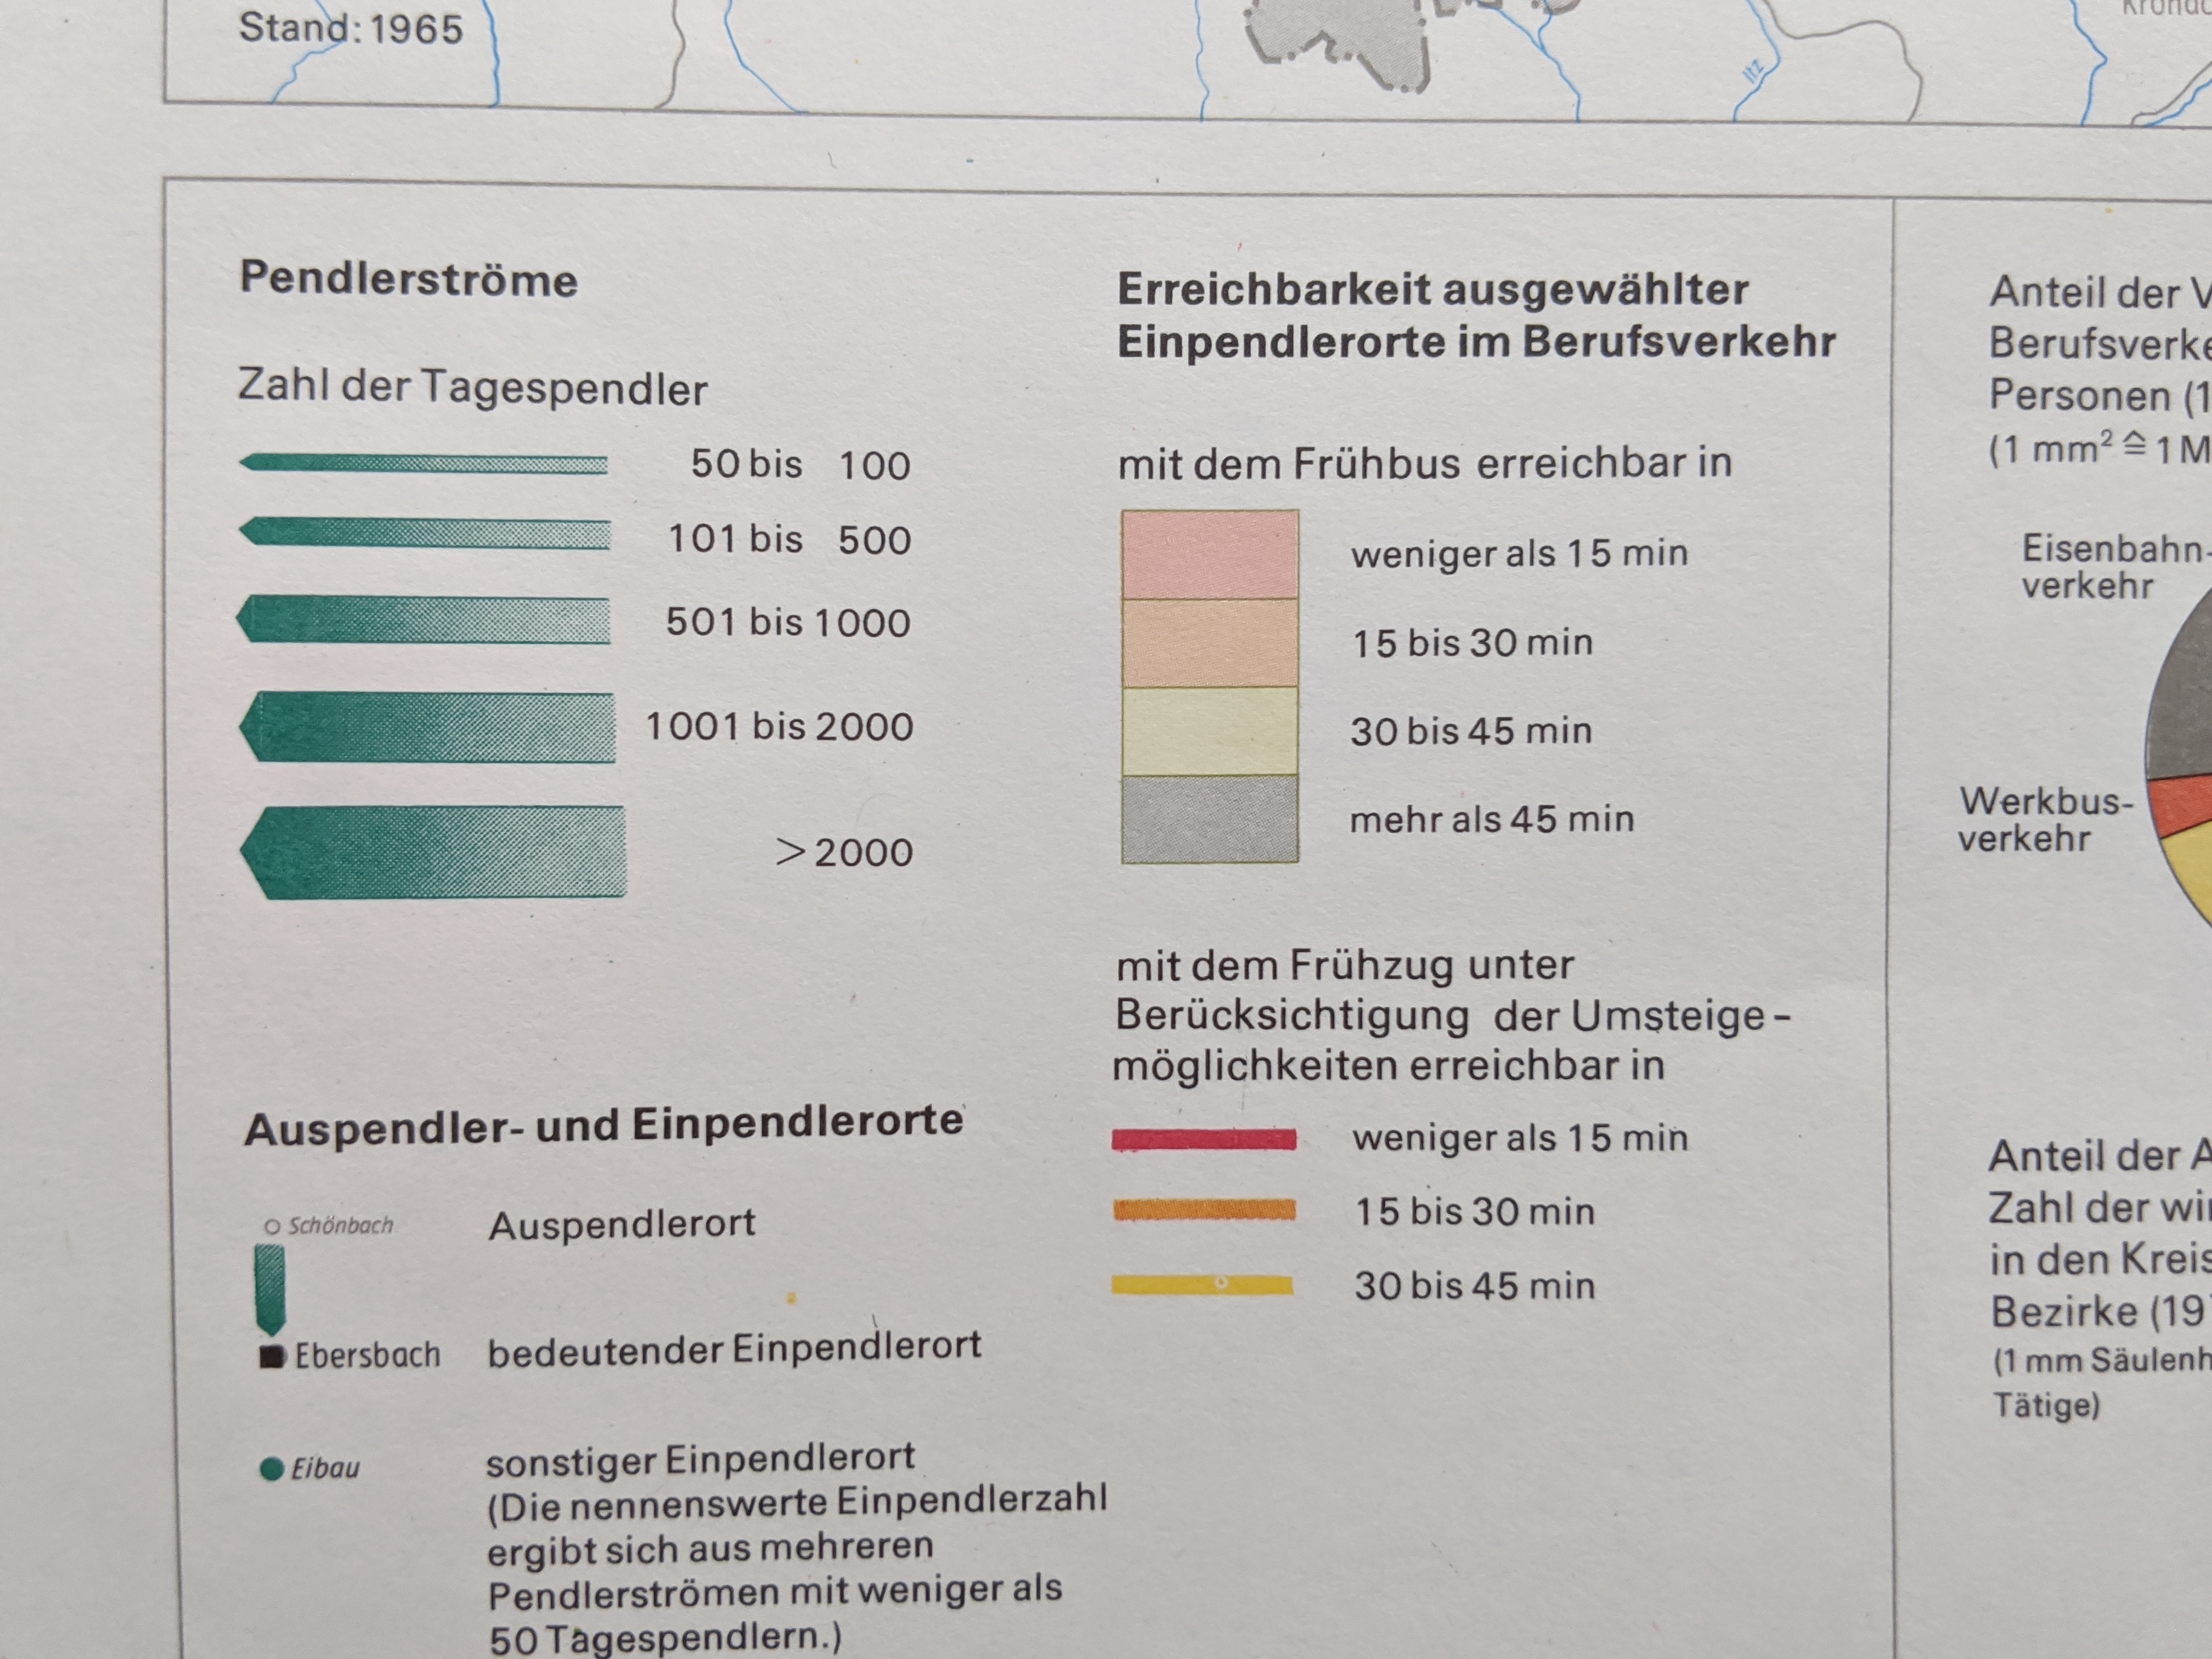 Stand: 1965
Itz
Pendlerströme
Zahl der Tagespendler
50 bis 100
101 bis 500
501 bis 1000
1001 bis 2000
>2000
Auspendler- und Einpendlerorte
Schönbach Auspendlerort
Ebersbach bedeutender Einpendlerort
Eibau sonstiger Einpendlerort
(Die nennenswerte Einpendlerzahl
ergibt sich aus mehreren
Pendlerströmen mit weniger als
50 Tagespendlern.)
Erreichbarkeit ausgewählter
Einpendlerorte im Berufsverkehr
mit dem Frühbus erreichbar in
weniger als 15 min
15 bis 30 min
30 bis 45 min
mehr als 45 min
mit dem Frühzug unter
Berücksichtigung der Umsteige-
möglichkeiten erreichbar in
weniger als 15 min
15 bis 30 min
30 bis 45 min
Anteil der V
Berufsverke
Personen (1
(1 mm² ≙ 1 M
Eisenbahn-
verkehr
Werkbus-
verkehr
Anteil der A
Zahl der wir
in den Kreis
Bezirke (19
(1 mm Säulenh
Tätige)